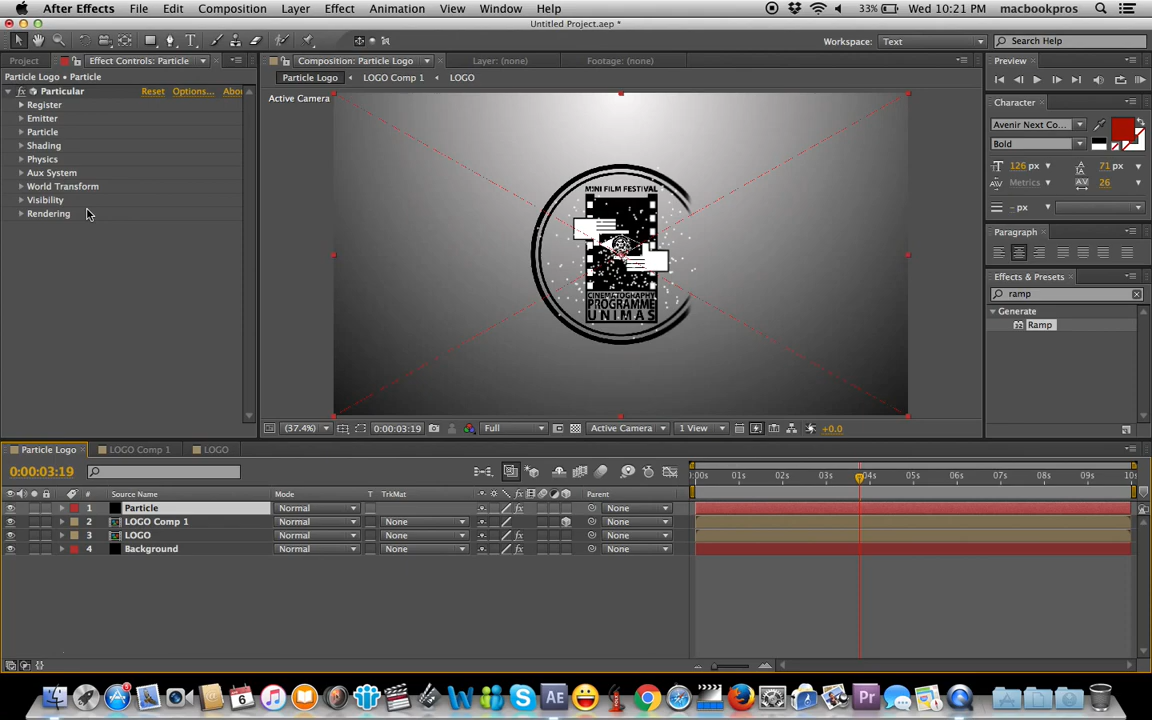 After Effects File Edit Composition Layer Effect Animation View Window Help 33% Wed 10:21 PM macbookpros
Untitled Project.aep *
Workspace: Text Search Help
Project Effect Controls: Particle Composition: Particle Logo Layer: (none) Footage: (none) Preview
Particle Logo • Particle
Particle Logo LOGO Comp 1 LOGO
Particular Reset Options... Abou
Active Camera
Register
Emitter
Particle
Shading
Physics
Aux System
World Transform
Visibility
Rendering
MINI FILM FESTIVAL
CINEMATOGRAPHY
PROGRAMME
UNIMAS
Character
Avenir Next Co...
Bold
126 px 71 px
Metrics 26
- px
Paragraph
Effects & Presets
ramp
Generate
Ramp
(37.4%) 0:00:03:19 Full Active Camera 1 View +0.0
Particle Logo LOGO Comp 1 LOGO
0:00:03:19
:00s 01s 02s 03s 04s 05s 06s 07s 08s 09s 10s
# Source Name Mode T TrkMat Parent
1 Particle Normal None
2 LOGO Comp 1 Normal None None
3 LOGO Normal None None
4 Background Normal None None